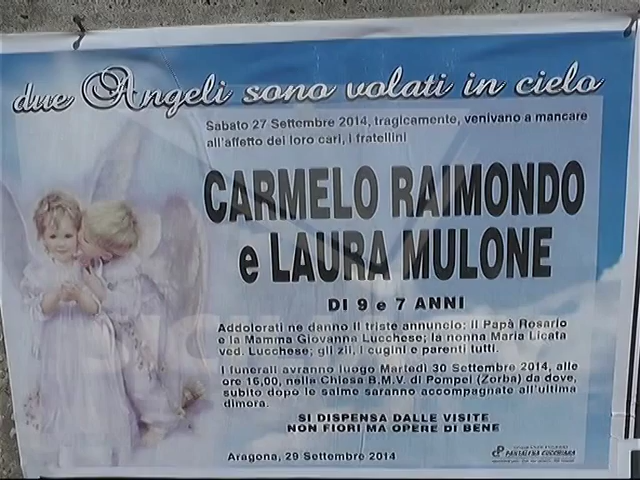 due Angeli sono volati in cielo
Sabato 27 Settembre 2014, tragicamente, venivano a mancare
all'affetto dei loro cari, i fratellini
CARMELO RAIMONDO
e LAURA MULONE
DI 9 e 7 ANNI
Addolorati ne danno il triste annuncio: il Papà Rosario
e la Mamma Giovanna Lucchese; la nonna Maria Licata
ved. Lucchese; gli zii, i cugini e parenti tutti.
I funerali avranno luogo Martedì 30 Settembre 2014, alle
ore 16,00, nella Chiesa B.M.V. di Pompei (Zorba) da dove,
subito dopo le salme saranno accompagnate all'ultima
dimora.
SI DISPENSA DALLE VISITE
NON FIORI MA OPERE DI BENE
Aragona, 29 Settembre 2014
PANTALENA CUCCHIARA